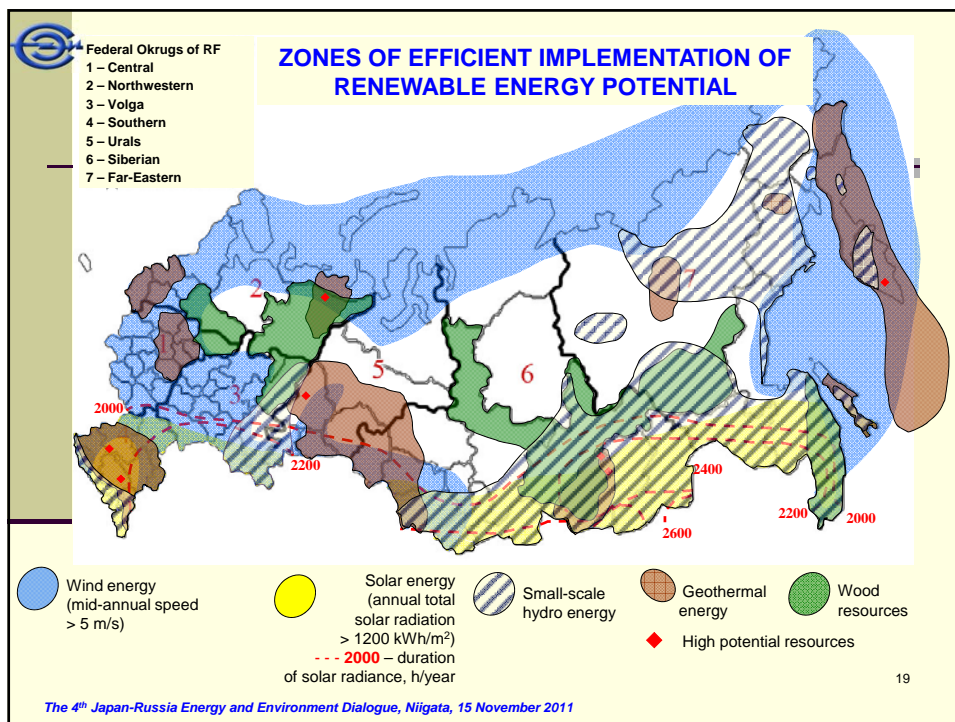 Federal Okrugs of RF
1 – Central
2 – Northwestern
3 – Volga
4 – Southern
5 – Urals
6 – Siberian
7 – Far-Eastern
ZONES OF EFFICIENT IMPLEMENTATION OF
RENEWABLE ENERGY POTENTIAL
2
1
7
5
6
3
2000
2200
2400
2600
2200
2000
Wind energy
(mid-annual speed
> 5 m/s)
Solar energy
(annual total
solar radiation
> 1200 kWh/m²)
- - - 2000 – duration
of solar radiance, h/year
Small-scale
hydro energy
Geothermal
energy
Wood
resources
High potential resources
19
The 4th Japan-Russia Energy and Environment Dialogue, Niigata, 15 November 2011